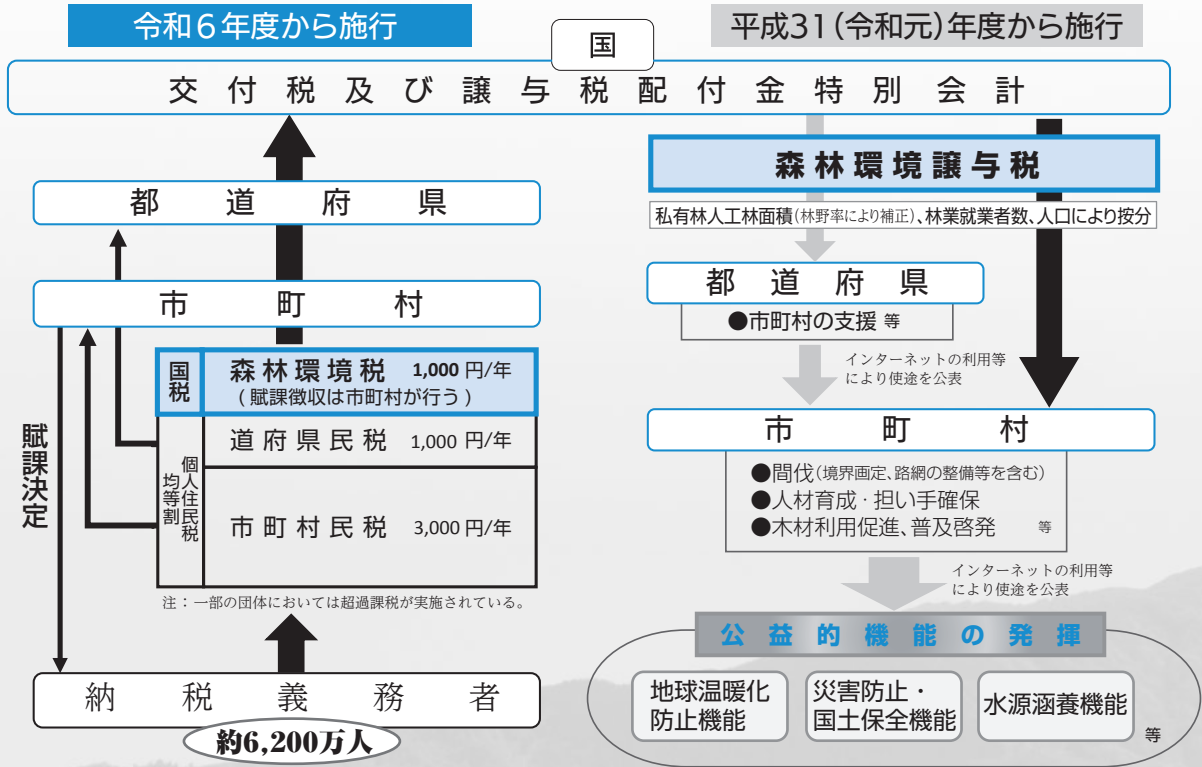 令和6年度から施行
平成31(令和元)年度から施行
国
交付税及び譲与税配付金特別会計
都道府県
市町村
国税
森林環境税 1,000 円/年
(賦課徴収は市町村が行う)
個人住民税
均等割
道府県民税 1,000 円/年
市町村民税 3,000 円/年
賦課決定
注：一部の団体においては超過課税が実施されている。
納税義務者
約6,200万人
森林環境譲与税
私有林人工林面積(林野率により補正)、林業就業者数、人口により按分
都道府県
●市町村の支援 等
インターネットの利用等
により使途を公表
市町村
●間伐(境界画定、路網の整備等を含む)
●人材育成・担い手確保
●木材利用促進、普及啓発 等
インターネットの利用等
により使途を公表
公益的機能の発揮
地球温暖化
防止機能
災害防止・
国土保全機能
水源涵養機能
等